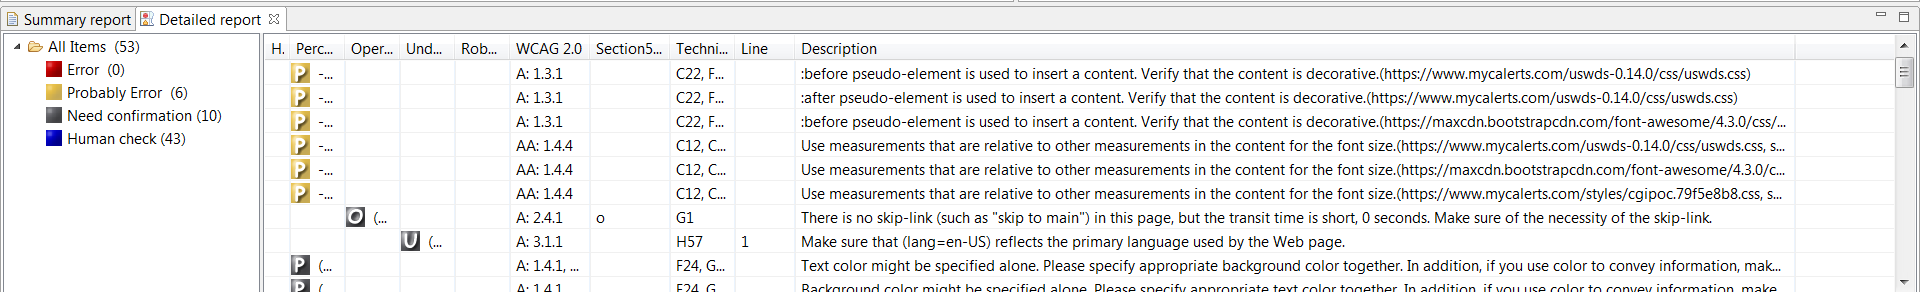 Summary report Detailed report
All Items (53)
Error (0)
Probably Error (6)
Need confirmation (10)
Human check (43)
H. Perc... Oper... Und... Rob... WCAG 2.0 Section5... Techni... Line Description
P -... A: 1.3.1 C22, F... :before pseudo-element is used to insert a content. Verify that the content is decorative.(https://www.mycalerts.com/uswds-0.14.0/css/uswds.css)
P -... A: 1.3.1 C22, F... :after pseudo-element is used to insert a content. Verify that the content is decorative.(https://www.mycalerts.com/uswds-0.14.0/css/uswds.css)
P -... A: 1.3.1 C22, F... :before pseudo-element is used to insert a content. Verify that the content is decorative.(https://maxcdn.bootstrapcdn.com/font-awesome/4.3.0/css/...
P -... AA: 1.4.4 C12, C... Use measurements that are relative to other measurements in the content for the font size.(https://www.mycalerts.com/uswds-0.14.0/css/uswds.css, s...
P -... AA: 1.4.4 C12, C... Use measurements that are relative to other measurements in the content for the font size.(https://maxcdn.bootstrapcdn.com/font-awesome/4.3.0/c...
P -... AA: 1.4.4 C12, C... Use measurements that are relative to other measurements in the content for the font size.(https://www.mycalerts.com/styles/cgipoc.79f5e8b8.css, s...
O (... A: 2.4.1 o G1 There is no skip-link (such as "skip to main") in this page, but the transit time is short, 0 seconds. Make sure of the necessity of the skip-link.
U (... A: 3.1.1 H57 1 Make sure that (lang=en-US) reflects the primary language used by the Web page.
P (... A: 1.4.1, ... F24, G... Text color might be specified alone. Please specify appropriate background color together. In addition, if you use color to convey information, mak...
P (... A: 1.4.1, ... F24, G... Background color might be specified alone. Please specify appropriate text color together. In addition, if you use color to convey information, make...